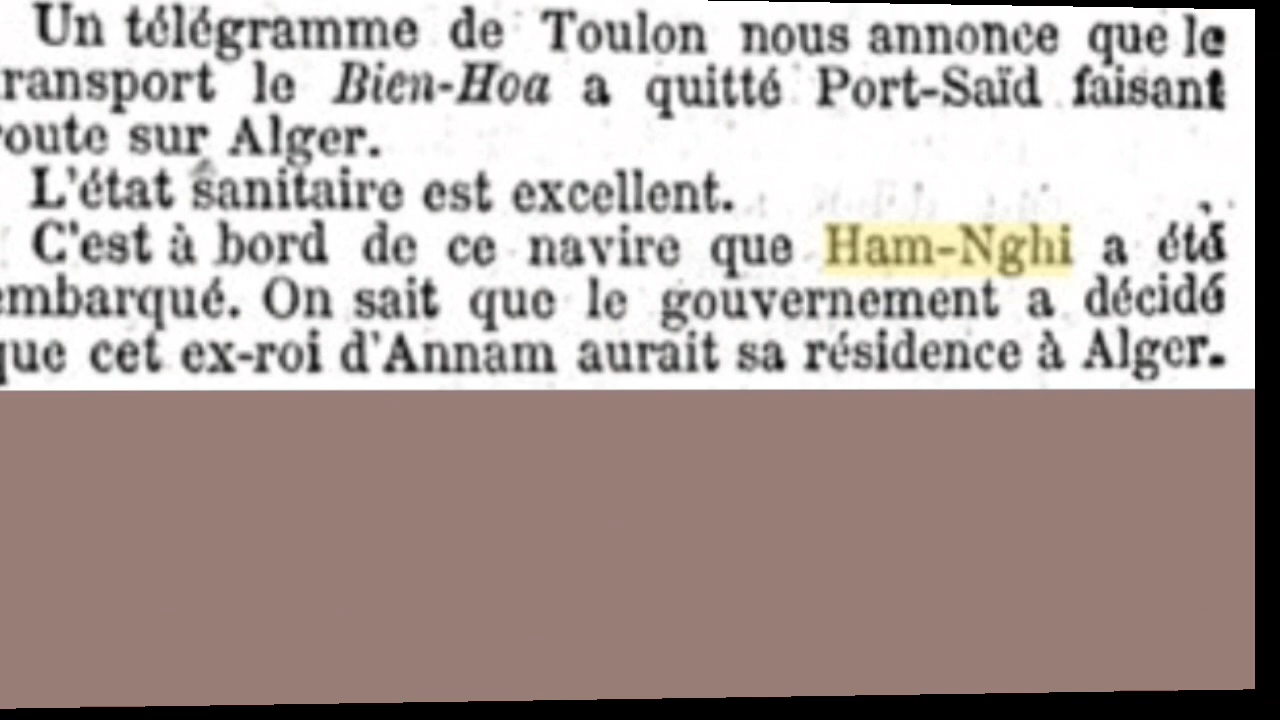 Un télégramme de Toulon nous annonce que le
ransport le Bien-Hoa a quitté Port-Saïd faisant
route sur Alger.
L'état sanitaire est excellent.
C'est à bord de ce navire que Ham-Nghi a été
embarqué. On sait que le gouvernement a décidé
que cet ex-roi d'Annam aurait sa résidence à Alger.